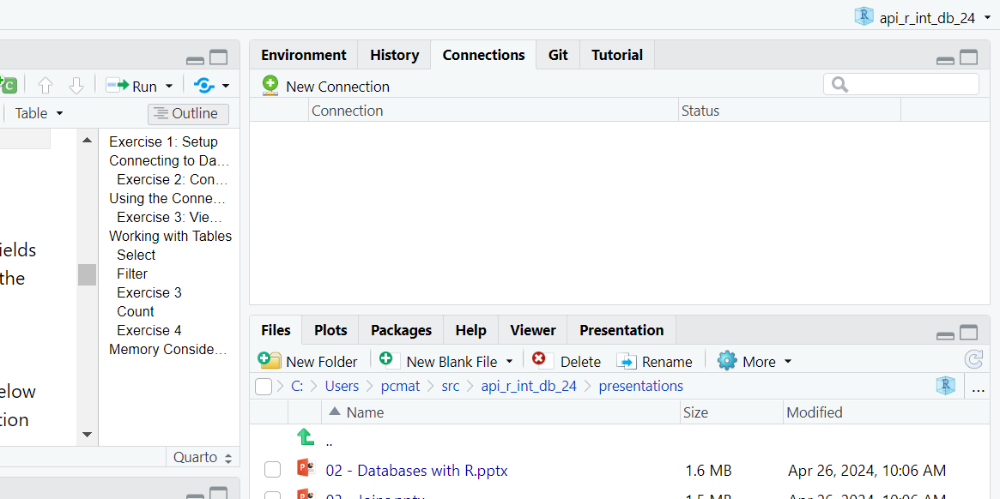 api_r_int_db_24
Environment History Connections Git Tutorial
Run
New Connection
Table
Outline
Connection Status
Exercise 1: Setup
Connecting to Da…
Exercise 2: Con…
Using the Conne…
Exercise 3: Vie…
Working with Tables
Select
Filter
Exercise 3
Count
Exercise 4
Memory Conside…
ields
the
elow
tion
Quarto
Files Plots Packages Help Viewer Presentation
New Folder New Blank File Delete Rename More
C: Users pcmat src api_r_int_db_24 presentations ...
Name Size Modified
..
02 - Databases with R.pptx 1.6 MB Apr 26, 2024, 10:06 AM